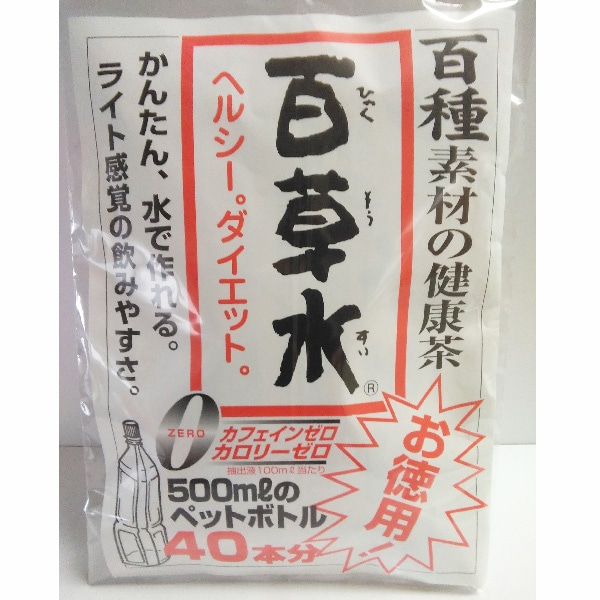 百種素材の健康茶
百草水®
ひゃく
そう
すい
ヘルシー。ダイエット。
かんたん、水で作れる。
ライト感覚の飲みやすさ。
0
ZERO
カフェインゼロ
カロリーゼロ
抽出液100mℓ当たり
500mℓの
ペットボトル
40本分
お徳用!